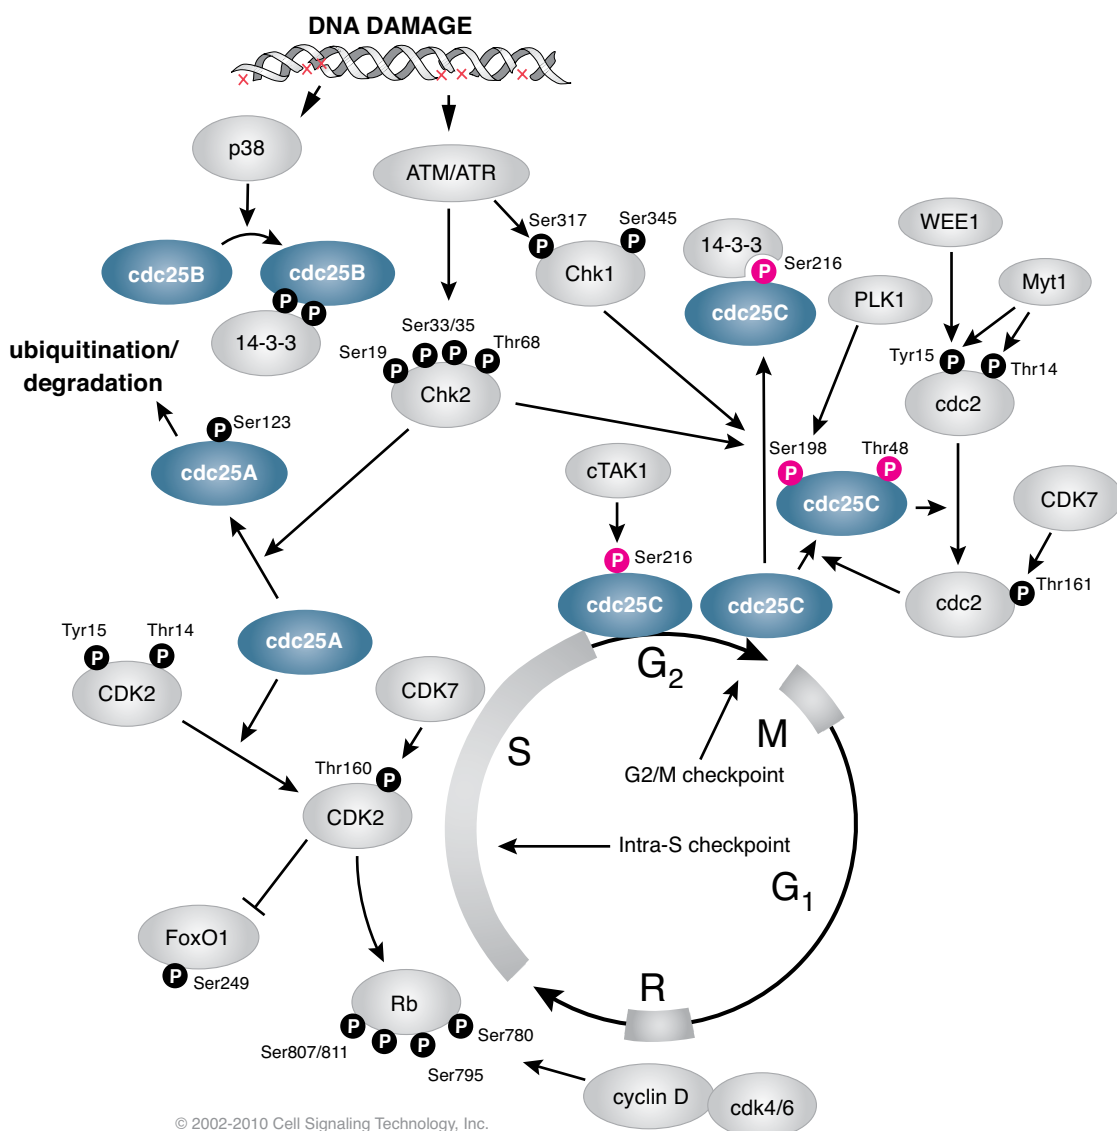 DNA DAMAGE
p38
ATM/ATR
Ser317
Ser345
P
P
Chk1
14-3-3
P
Ser216
cdc25C
WEE1
PLK1
Myt1
cdc25B
cdc25B
P
P
14-3-3
ubiquitination/
degradation
Ser33/35
Ser19
Thr68
P
P
P
P
Chk2
Tyr15
P
P
Thr14
cdc2
P
Ser123
cdc25A
cTAK1
Ser198
Thr48
P
P
cdc25C
CDK7
P
Ser216
cdc25C
cdc25C
cdc2
P
Thr161
Tyr15
Thr14
P
P
CDK2
cdc25A
CDK7
G2
S
M
G2/M checkpoint
Thr160
P
CDK2
Intra-S checkpoint
G1
FoxO1
P
Ser249
R
Rb
P
P
P
P
Ser780
Ser807/811
Ser795
cyclin D
cdk4/6
© 2002-2010 Cell Signaling Technology, Inc.